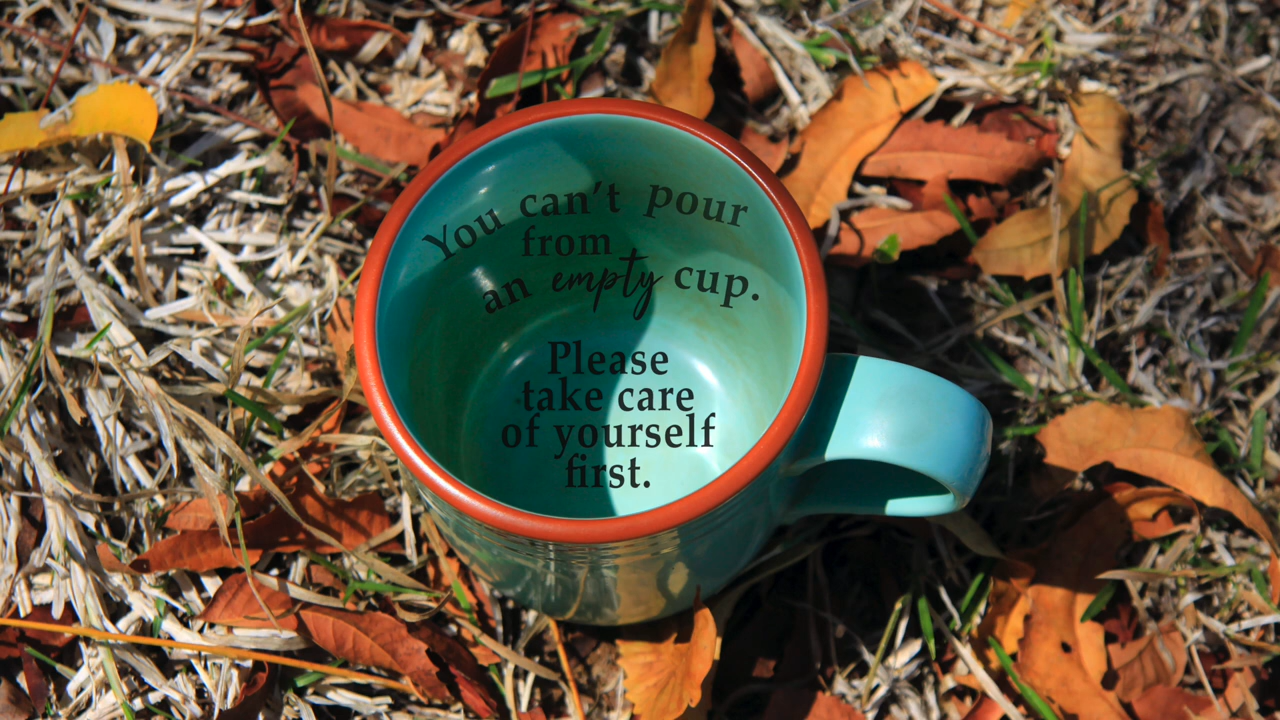 You can't pour
from
an empty cup.
Please
take care
of yourself
first.